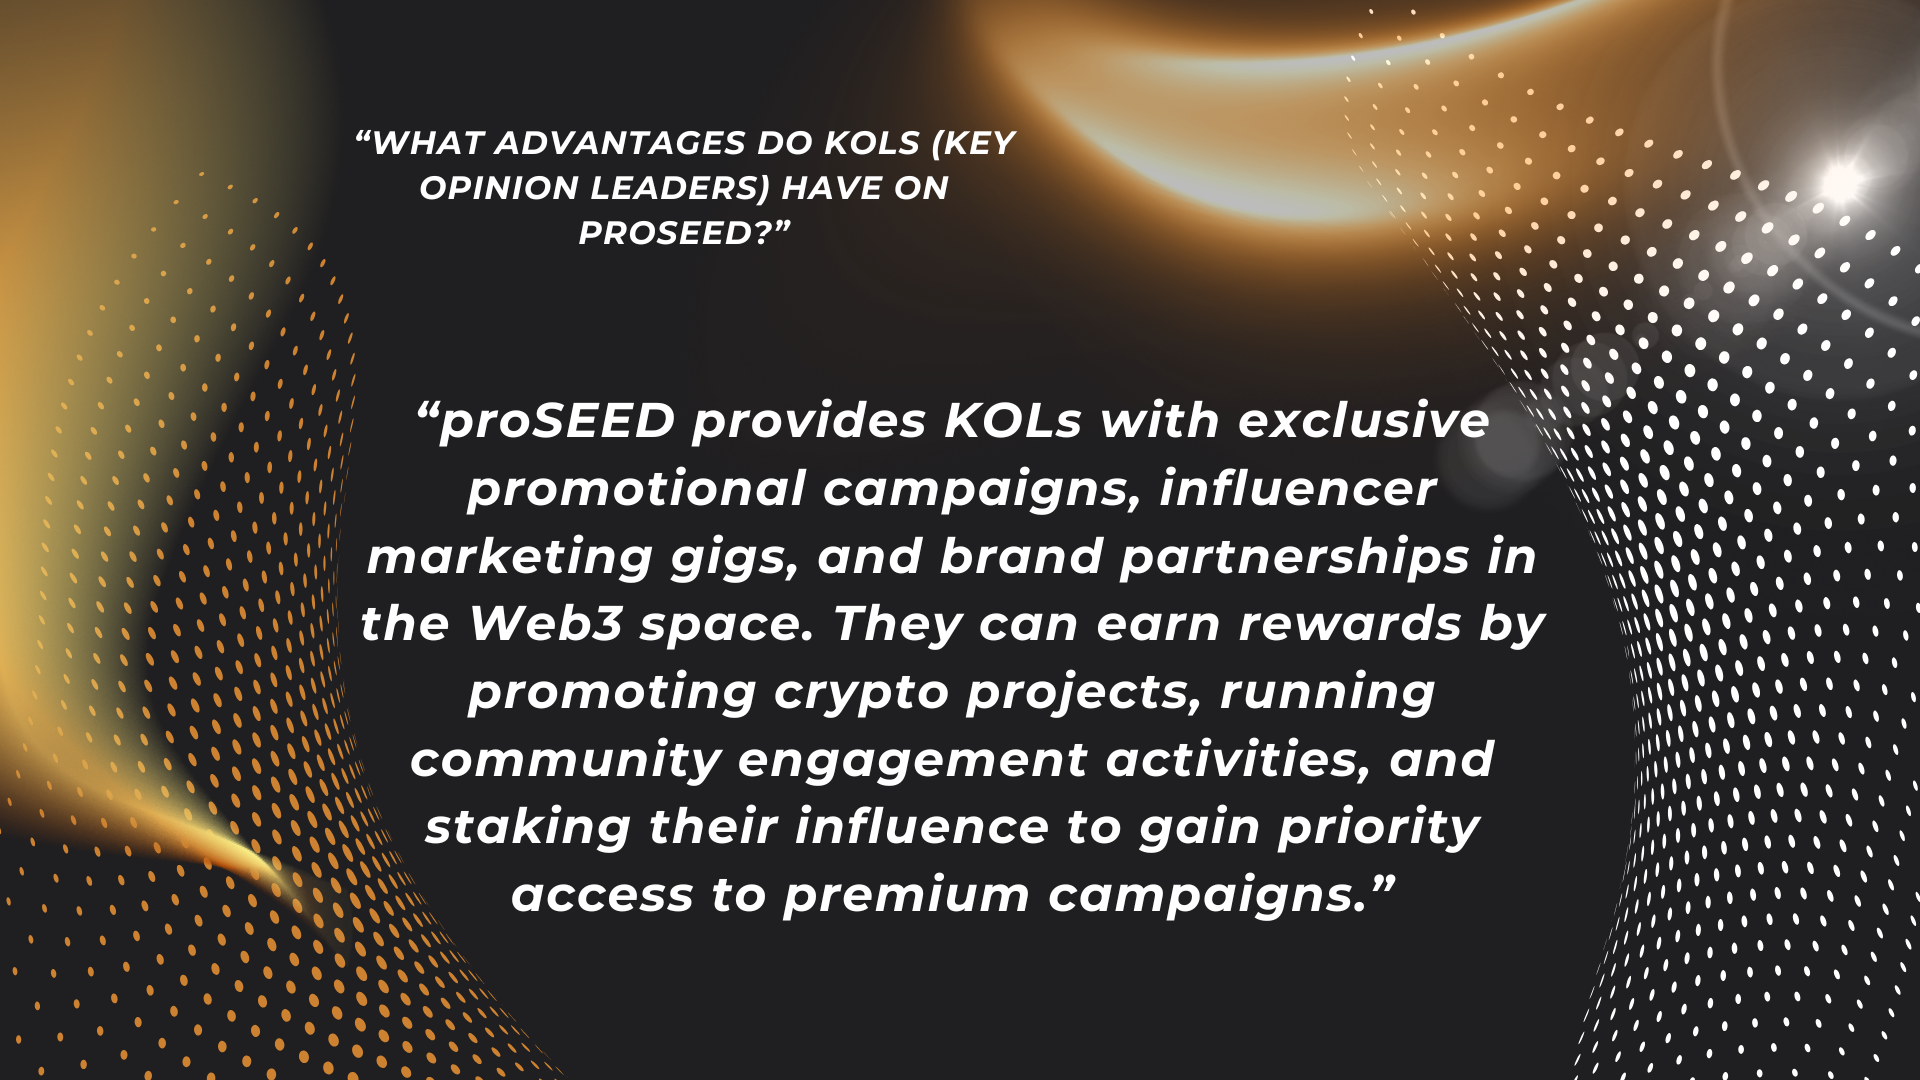 “WHAT ADVANTAGES DO KOLS (KEY
OPINION LEADERS) HAVE ON
PROSEED?”
“proSEED provides KOLs with exclusive
promotional campaigns, influencer
marketing gigs, and brand partnerships in
the Web3 space. They can earn rewards by
promoting crypto projects, running
community engagement activities, and
staking their influence to gain priority
access to premium campaigns.”